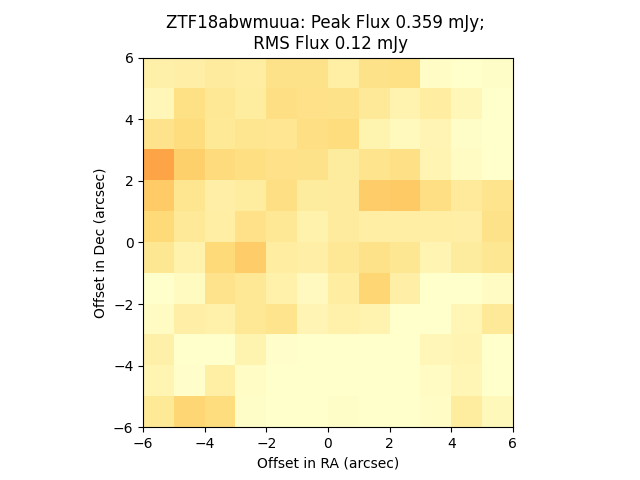 ZTF18abwmuua: Peak Flux 0.359 mJy;
RMS Flux 0.12 mJy
6
4
2
0
−2
−4
−6
Offset in Dec (arcsec)
−6 −4 −2 0 2 4 6
Offset in RA (arcsec)